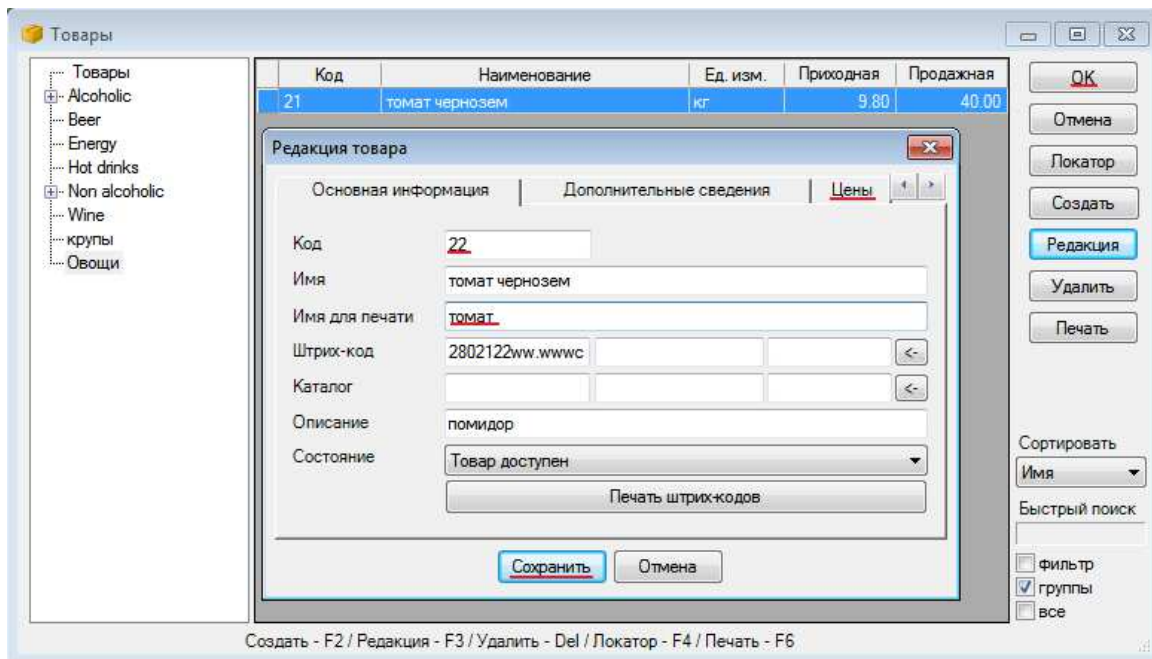 Товары
Товары
Alcoholic
Beer
Energy
Hot drinks
Non alcoholic
Wine
крупы
Овощи
Код Наименование Ед. изм. Приходная Продажная
21 томат чернозем кг 9.80 40.00
Редакция товара
Основная информация Дополнительные сведения Цены
Код 22
Имя томат чернозем
Имя для печати томат
Штрих-код 2802122ww.wwwc <-
Каталог <-
Описание помидор
Состояние Товар доступен
Печать штрих-кодов
Сохранить Отмена
OK
Отмена
Локатор
Создать
Редакция
Удалить
Печать
Сортировать
Имя
Быстрый поиск
фильтр
группы
все
Создать - F2 / Редакция - F3 / Удалить - Del / Локатор - F4 / Печать - F6